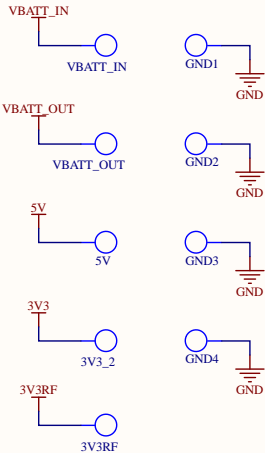 VBATT_IN
VBATT_IN
GND1
GND
VBATT_OUT
VBATT_OUT
GND2
GND
5V
5V
GND3
GND
3V3
3V3_2
GND4
GND
3V3RF
3V3RF